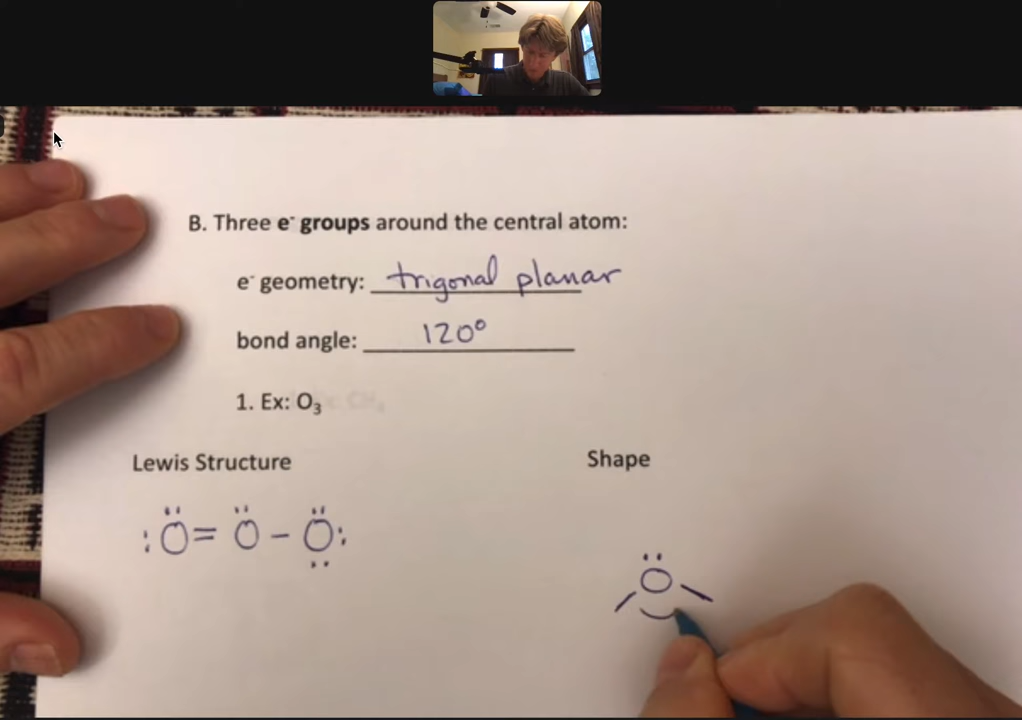 B. Three e⁻ groups around the central atom:
e⁻ geometry: trigonal planar
bond angle: 120°
1. Ex: O₃
Lewis Structure Shape
:Ö=Ö-Ö:
Ö